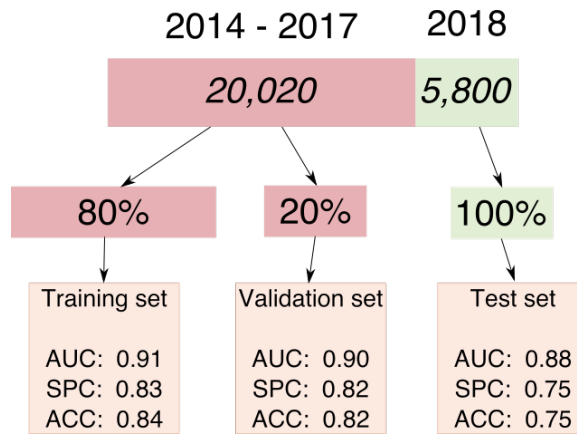 2014 - 2017 2018
20,020 5,800
80% 20% 100%
Training set Validation set Test set
AUC: 0.91 AUC: 0.90 AUC: 0.88
SPC: 0.83 SPC: 0.82 SPC: 0.75
ACC: 0.84 ACC: 0.82 ACC: 0.75